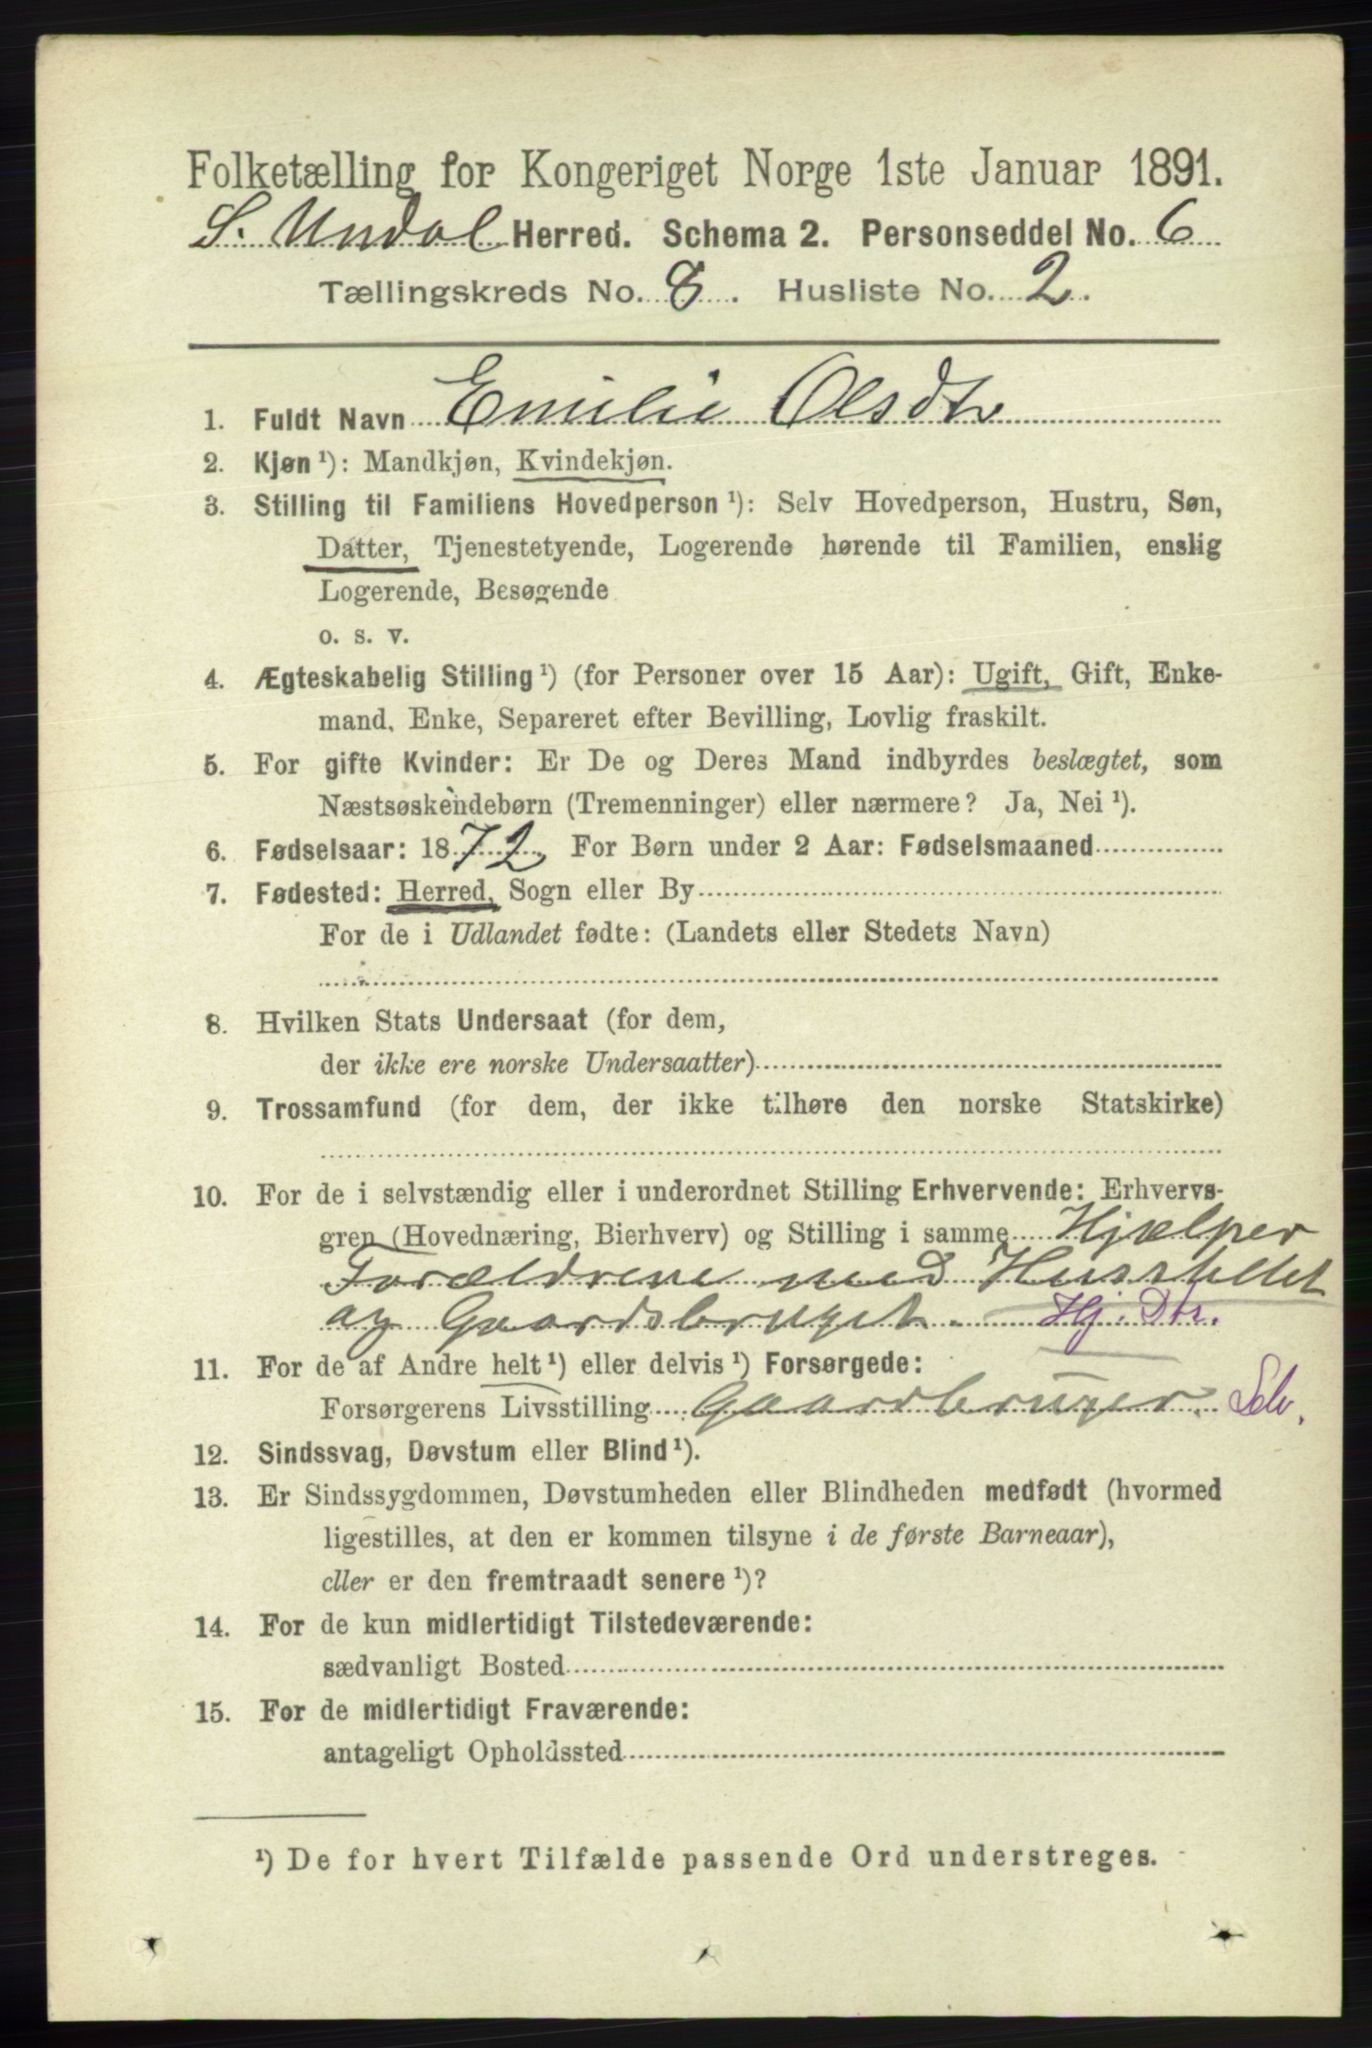 Folketælling for Kongeriget Norge 1ste Januar 1891.
S. Undal Herred. Schema 2. Personseddel No. 6
Tællingskreds No. 8. Husliste No. 2.
1. Fuldt Navn Emilie Olsdtr
2. Kjøn ¹): Mandkjøn, Kvindekjøn.
3. Stilling til Familiens Hovedperson ¹): Selv Hovedperson, Hustru, Søn,
Datter, Tjenestetyende, Logerende hørende til Familien, enslig
Logerende, Besøgende
o. s. v.
4. Ægteskabelig Stilling ¹) (for Personer over 15 Aar): Ugift, Gift, Enke-
mand, Enke, Separeret efter Bevilling, Lovlig fraskilt.
5. For gifte Kvinder: Er De og Deres Mand indbyrdes beslægtet, som
Næstsøskendebørn (Tremenninger) eller nærmere? Ja, Nei ¹).
6. Fødselsaar: 1872 For Børn under 2 Aar: Fødselsmaaned
7. Fødested: Herred, Sogn eller By
For de i Udlandet fødte: (Landets eller Stedets Navn)
8. Hvilken Stats Undersaat (for dem,
der ikke ere norske Undersaatter)
9. Trossamfund (for dem, der ikke tilhøre den norske Statskirke)
10. For de i selvstændig eller i underordnet Stilling Erhvervende: Erhvervs-
gren (Hovednæring, Bierhverv) og Stilling i samme Hjælper
Forældrene med Husstellet
og Gaardsbruget. Hj. Dtr.
11. For de af Andre helt ¹) eller delvis ¹) Forsørgede:
Forsørgerens Livsstilling Gaardbruger. Selv.
12. Sindssvag, Døvstum eller Blind ¹).
13. Er Sindssygdommen, Døvstumheden eller Blindheden medfødt (hvormed
ligestilles, at den er kommen tilsyne i de første Barneaar),
eller er den fremtraadt senere ¹)?
14. For de kun midlertidigt Tilstedeværende:
sædvanligt Bosted
15. For de midlertidigt Fraværende:
antageligt Opholdssted
¹) De for hvert Tilfælde passende Ord understreges.